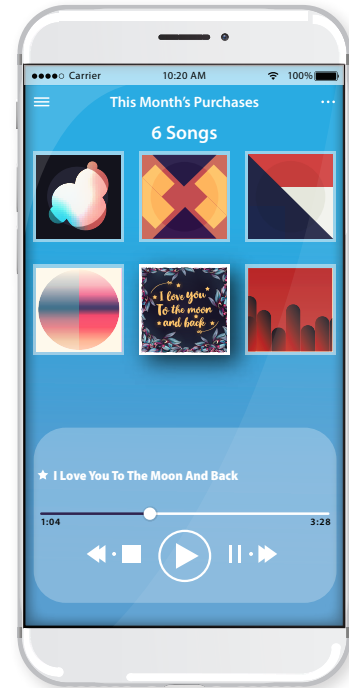 Carrier 10:20 AM 100%
This Month's Purchases
6 Songs
I love you
To the moon
and back
I Love You To The Moon And Back
1:04 3:28